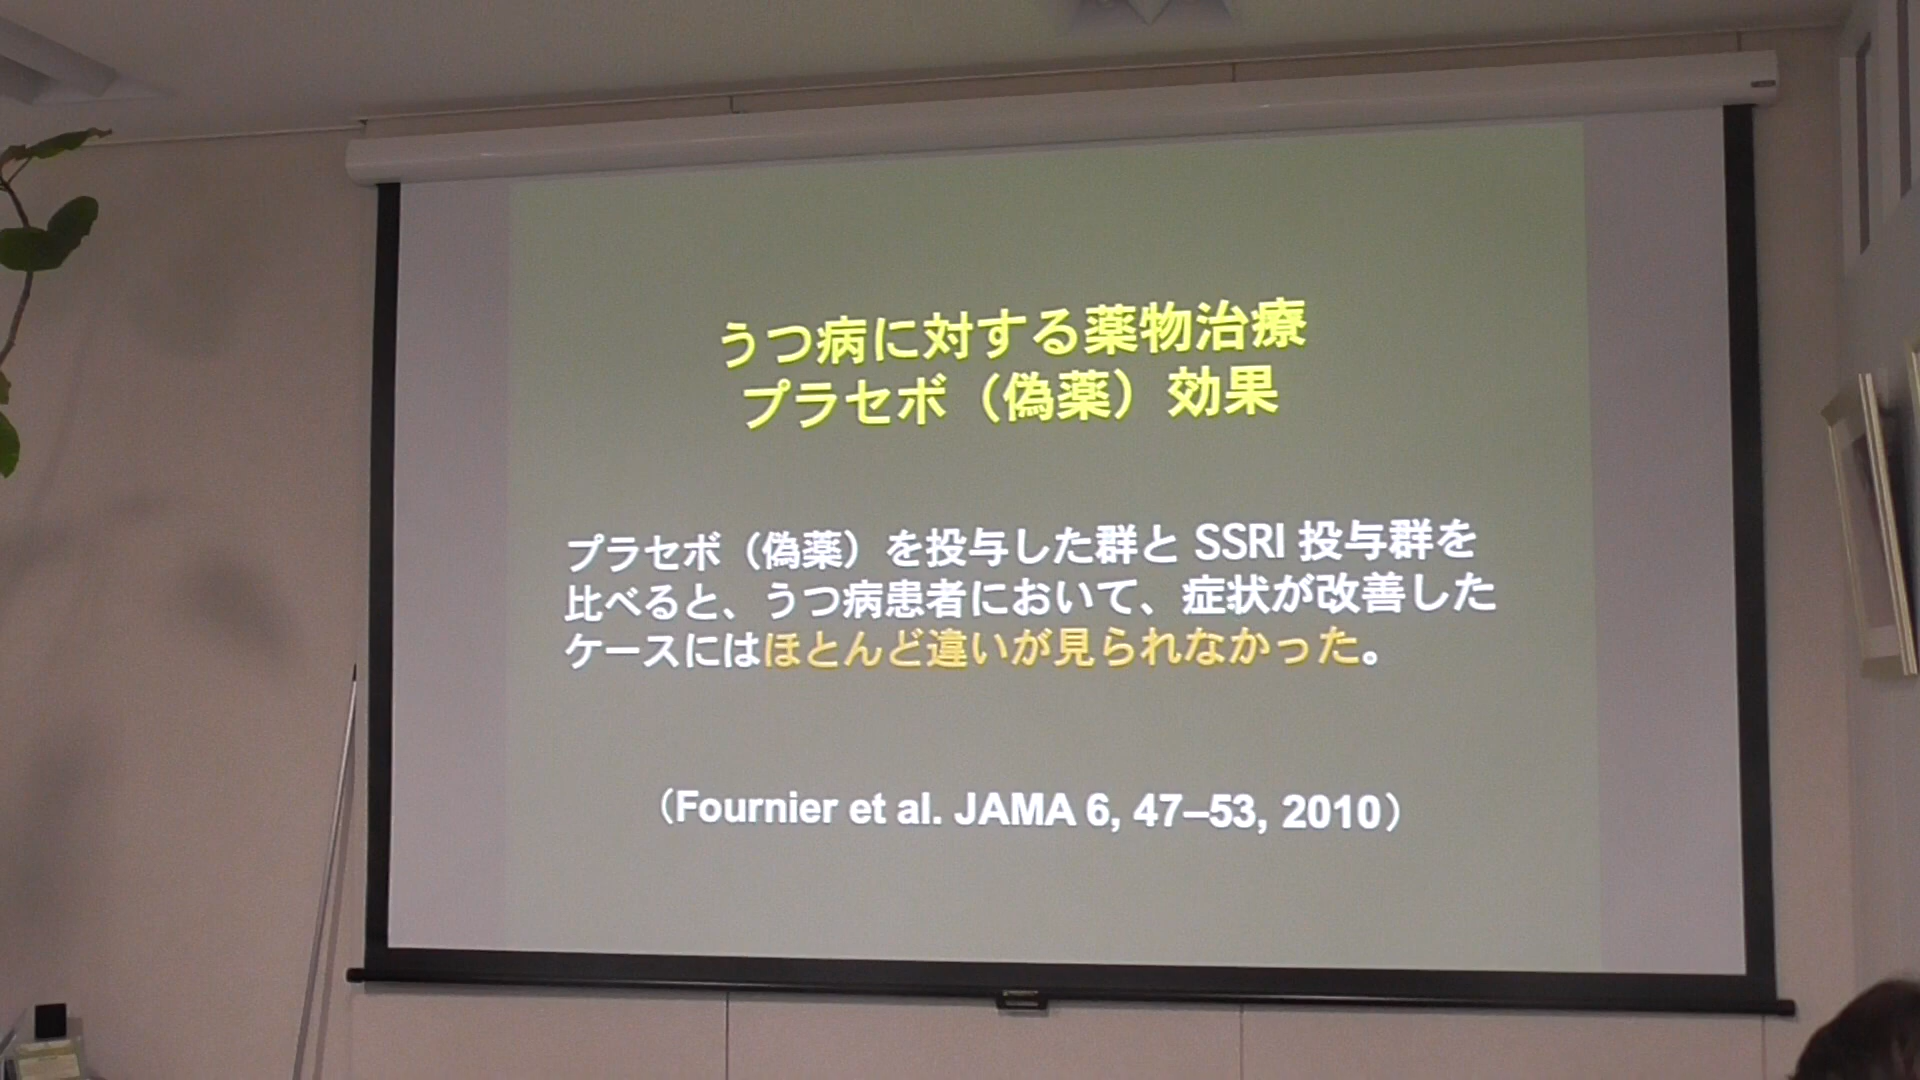 うつ病に対する薬物治療
プラセボ（偽薬）効果
プラセボ（偽薬）を投与した群と SSRI 投与群を
比べると、うつ病患者において、症状が改善した
ケースにはほとんど違いが見られなかった。
（Fournier et al. JAMA 6, 47–53, 2010）